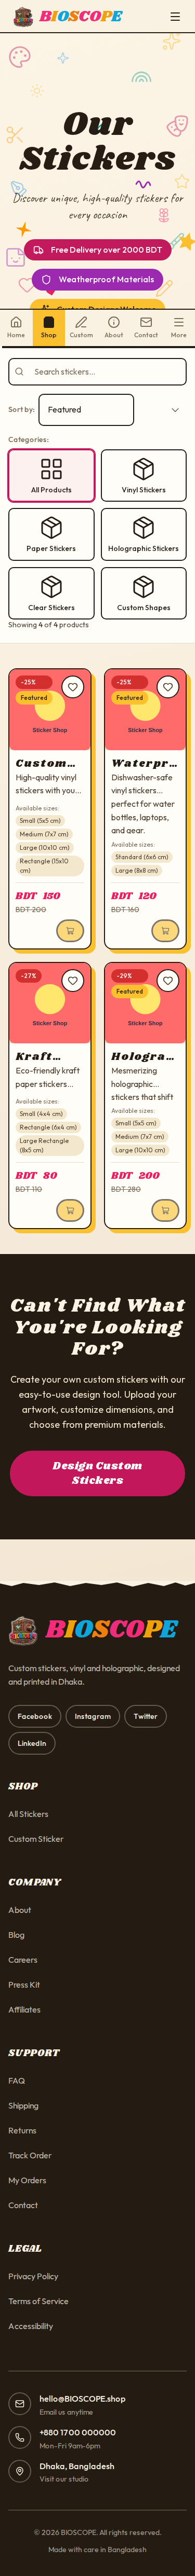 BIOSCOPE
Our
Stickers
Discover unique, high-quality stickers for
every occasion
Free Delivery over 2000 BDT
Weatherproof Materials
Home
Shop
Custom
About
Contact
More
Search stickers...
Sort by:
Featured
Categories:
All Products
Vinyl Stickers
Paper Stickers
Holographic Stickers
Clear Stickers
Custom Shapes
Showing 4 of 4 products
-25%
Featured
Sticker Shop
Custom…
High-quality vinyl
stickers with you…
Available sizes:
Small (5x5 cm)
Medium (7x7 cm)
Large (10x10 cm)
Rectangle (15x10
cm)
BDT 150
BDT 200
-25%
Featured
Sticker Shop
Waterpr…
Dishwasher-safe
vinyl stickers…
perfect for water
bottles, laptops,
and gear.
Available sizes:
Standard (6x6 cm)
Large (8x8 cm)
BDT 120
BDT 160
-27%
Sticker Shop
Kraft…
Eco-friendly kraft
paper stickers…
Available sizes:
Small (4x4 cm)
Rectangle (6x4 cm)
Large Rectangle
(8x5 cm)
BDT 80
BDT 110
-29%
Featured
Sticker Shop
Hologra…
Mesmerizing
holographic…
stickers that shift
Available sizes:
Small (5x5 cm)
Medium (7x7 cm)
Large (10x10 cm)
BDT 200
BDT 280
Can't Find What
You're Looking
For?
Create your own custom stickers with our
easy-to-use design tool. Upload your
artwork, customize dimensions, and
choose from premium materials.
Design Custom
Stickers
BIOSCOPE
Custom stickers, vinyl and holographic, designed
and printed in Dhaka.
Facebook
Instagram
Twitter
LinkedIn
SHOP
All Stickers
Custom Sticker
COMPANY
About
Blog
Careers
Press Kit
Affiliates
SUPPORT
FAQ
Shipping
Returns
Track Order
My Orders
Contact
LEGAL
Privacy Policy
Terms of Service
Accessibility
hello@BIOSCOPE.shop
Email us anytime
+880 1700 000000
Mon-Fri 9am-6pm
Dhaka, Bangladesh
Visit our studio
© 2026 BIOSCOPE. All rights reserved.
Made with care in Bangladesh